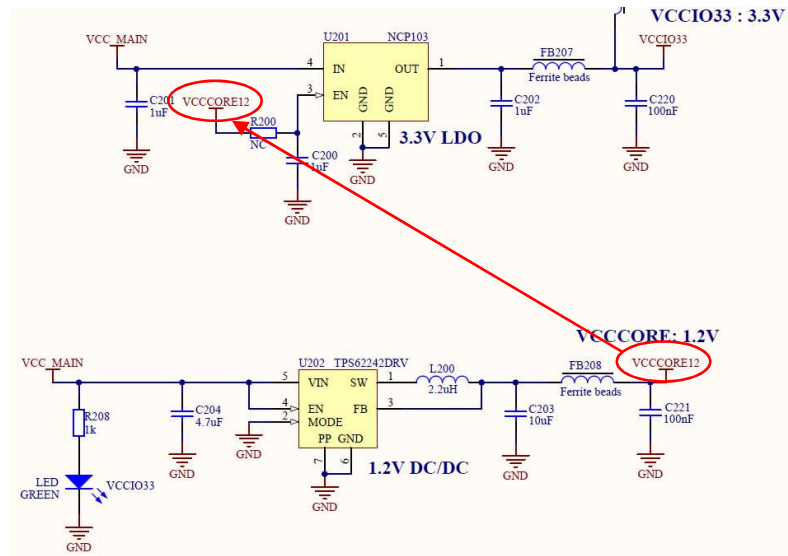 VCCIO33 : 3.3V
VCC_MAIN
U201 NCP103
VCCIO33
FB207
4 IN OUT 1
Ferrite beads
3 EN
C201
1uF
VCCCORE12
R200
NC
GND GND
2 5
C202
1uF
C220
100nF
3.3V LDO
C200
1uF
GND
GND
GND
GND
GND
VCCCORE: 1.2V
VCC_MAIN
U202 TPS62242DRV
L200
2.2uH
FB208
VCCCORE12
5 VIN SW 1
Ferrite beads
4 EN FB 3
2 MODE
PP GND
7 6
R208
1k
C204
4.7uF
C203
10uF
C221
100nF
GND
GND
GND
GND
1.2V DC/DC
LED
GREEN
VCCIO33
GND
GND